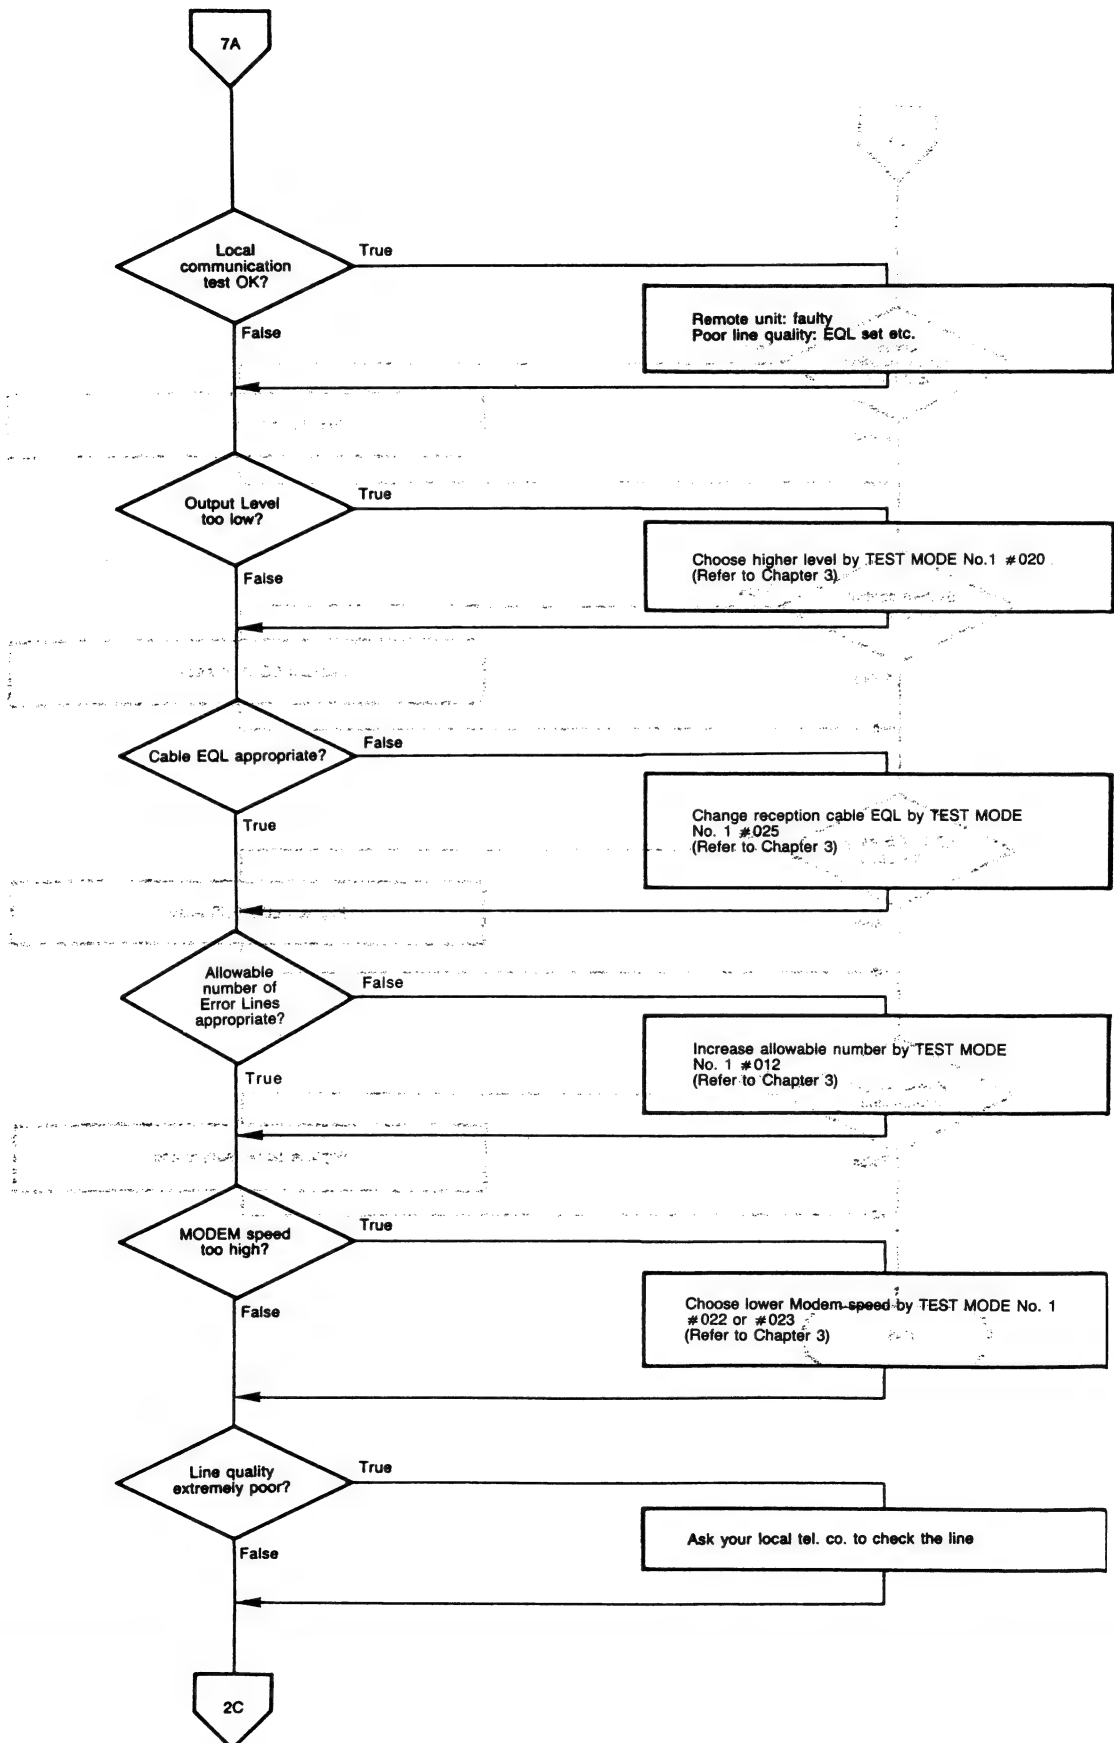 7A
Local
communication
test OK?
True
False
Remote unit: faulty
Poor line quality: EQL set etc.
Output Level
too low?
True
False
Choose higher level by TEST MODE No.1 #020
(Refer to Chapter 3)
Cable EQL appropriate?
False
True
Change reception cable EQL by TEST MODE
No. 1 #025
(Refer to Chapter 3)
Allowable
number of
Error Lines
appropriate?
False
True
Increase allowable number by TEST MODE
No. 1 #012
(Refer to Chapter 3)
MODEM speed
too high?
True
False
Choose lower Modem speed by TEST MODE No. 1
#022 or #023
(Refer to Chapter 3)
Line quality
extremely poor?
True
False
Ask your local tel. co. to check the line
2C